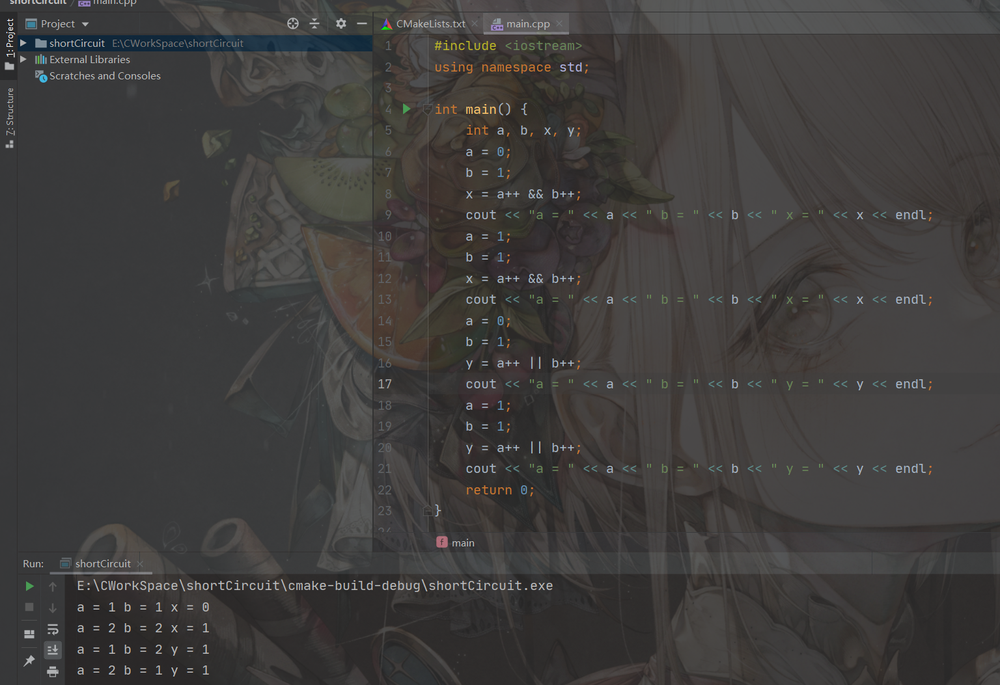 shortCircuit / main.cpp
1: Project
7: Structure
Project
shortCircuit E:\CWorkSpace\shortCircuit
External Libraries
Scratches and Consoles
CMakeLists.txt main.cpp
1 #include <iostream>
2 using namespace std;
3
4 int main() {
5 int a, b, x, y;
6 a = 0;
7 b = 1;
8 x = a++ && b++;
9 cout << "a = " << a << " b = " << b << " x = " << x << endl;
10 a = 1;
11 b = 1;
12 x = a++ && b++;
13 cout << "a = " << a << " b = " << b << " x = " << x << endl;
14 a = 0;
15 b = 1;
16 y = a++ || b++;
17 cout << "a = " << a << " b = " << b << " y = " << y << endl;
18 a = 1;
19 b = 1;
20 y = a++ || b++;
21 cout << "a = " << a << " b = " << b << " y = " << y << endl;
22 return 0;
23 }
24
f main
Run: shortCircuit
E:\CWorkSpace\shortCircuit\cmake-build-debug\shortCircuit.exe
a = 1 b = 1 x = 0
a = 2 b = 2 x = 1
a = 1 b = 2 y = 1
a = 2 b = 1 y = 1